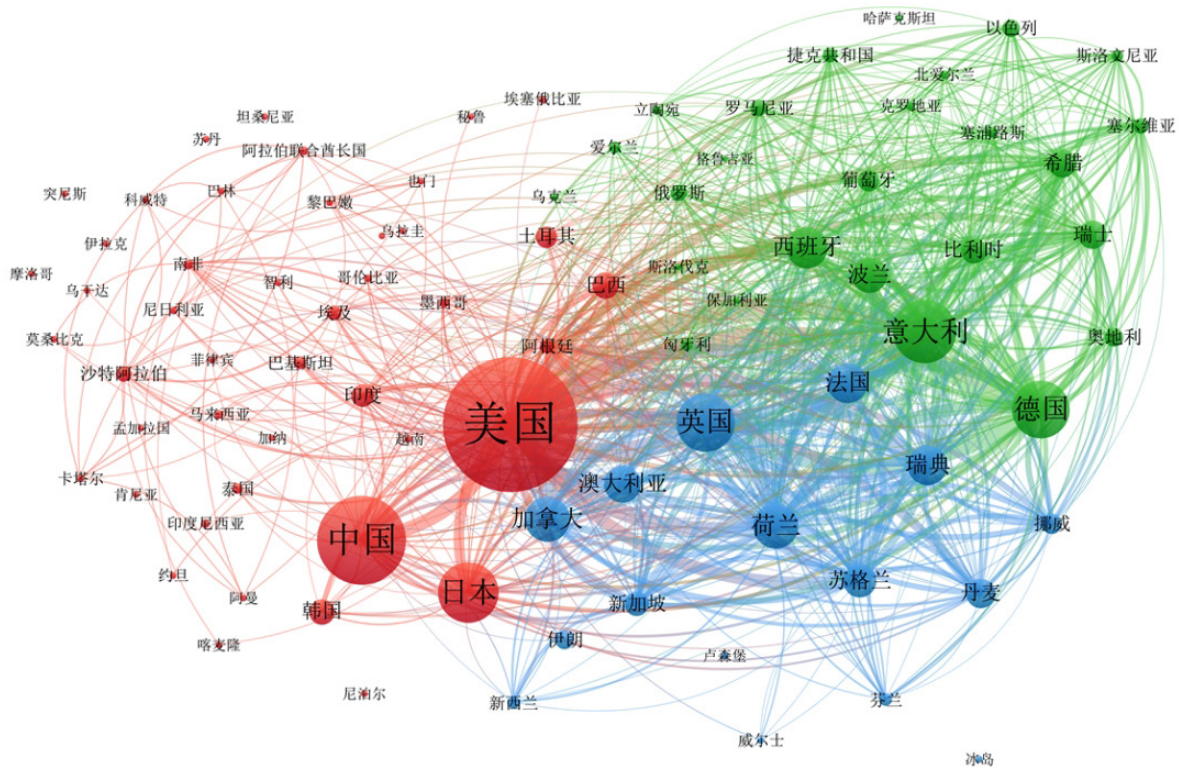 哈萨克斯坦
以色列
捷克共和国
斯洛文尼亚
北爱尔兰
埃塞俄比亚
立陶宛
罗马尼亚
克罗地亚
坦桑尼亚
秘鲁
塞尔维亚
苏丹
塞浦路斯
阿拉伯联合酋长国
爱尔兰
格鲁吉亚
希腊
突尼斯
科威特
巴林
也门
黎巴嫩
乌克兰
俄罗斯
葡萄牙
伊拉克
乌拉圭
土耳其
西班牙
比利时
瑞士
摩洛哥
南非
斯洛伐克
波兰
乌干达
智利
哥伦比亚
巴西
保加利亚
尼日利亚
埃及
墨西哥
意大利
莫桑比克
阿根廷
匈牙利
奥地利
沙特阿拉伯
菲律宾
巴基斯坦
法国
印度
美国
英国
德国
马来西亚
孟加拉国
加纳
越南
瑞典
卡塔尔
肯尼亚
泰国
澳大利亚
印度尼西亚
中国
加拿大
荷兰
挪威
约旦
阿曼
韩国
日本
新加坡
苏格兰
丹麦
喀麦隆
伊朗
卢森堡
尼泊尔
新西兰
芬兰
威尔士
冰岛